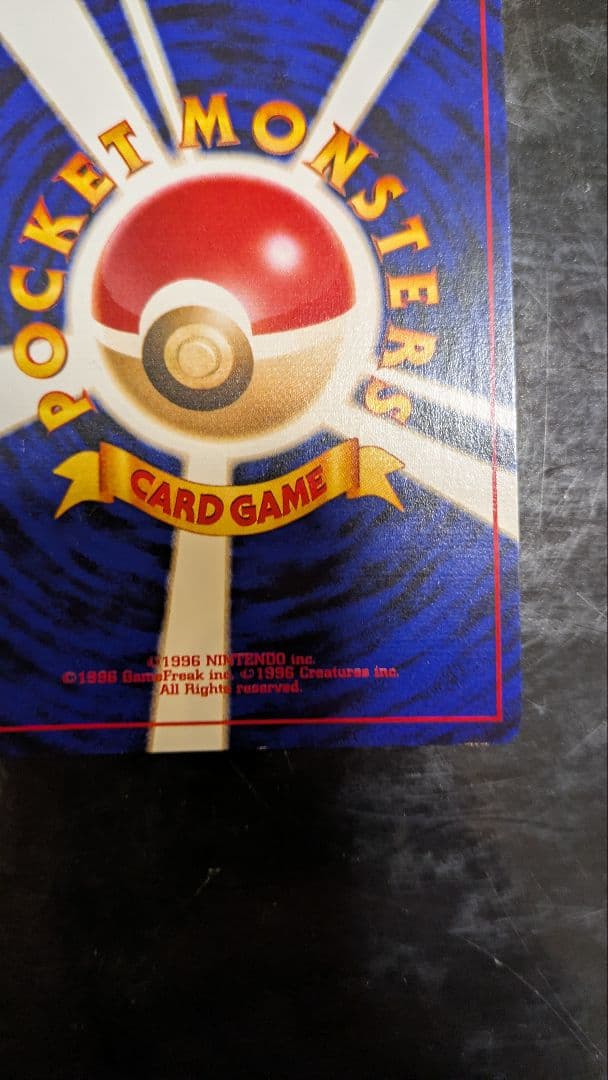 POCKET MONSTERS
CARD GAME
©1996 NINTENDO inc.
©1996 GameFreak inc. ©1996 Creatures inc.
All Rights reserved.